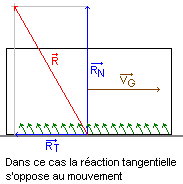 R
R_N
V_G
R_T
Dans ce cas la réaction tangentielle
s'oppose au mouvement